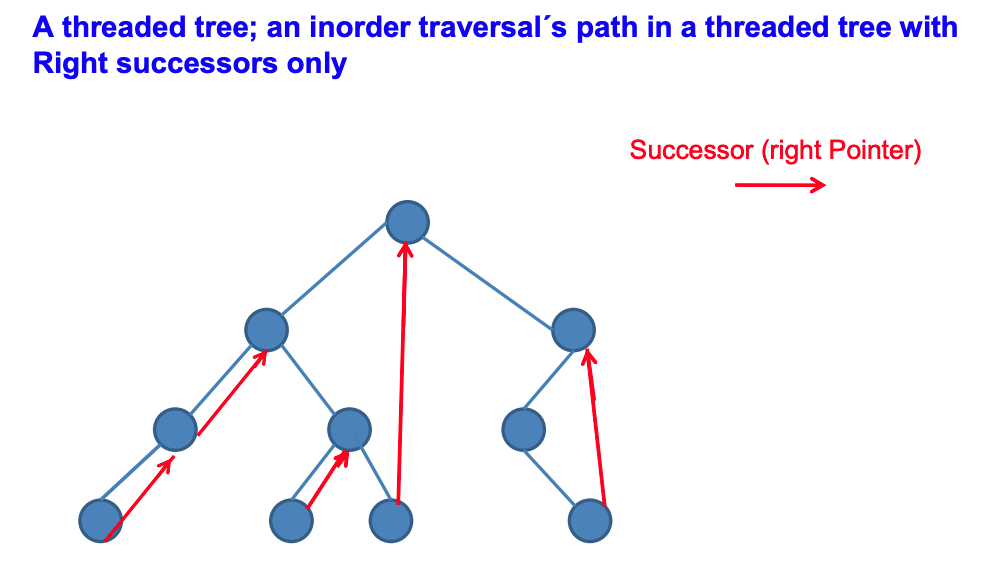 A threaded tree; an inorder traversal´s path in a threaded tree with
Right successors only
Successor (right Pointer)